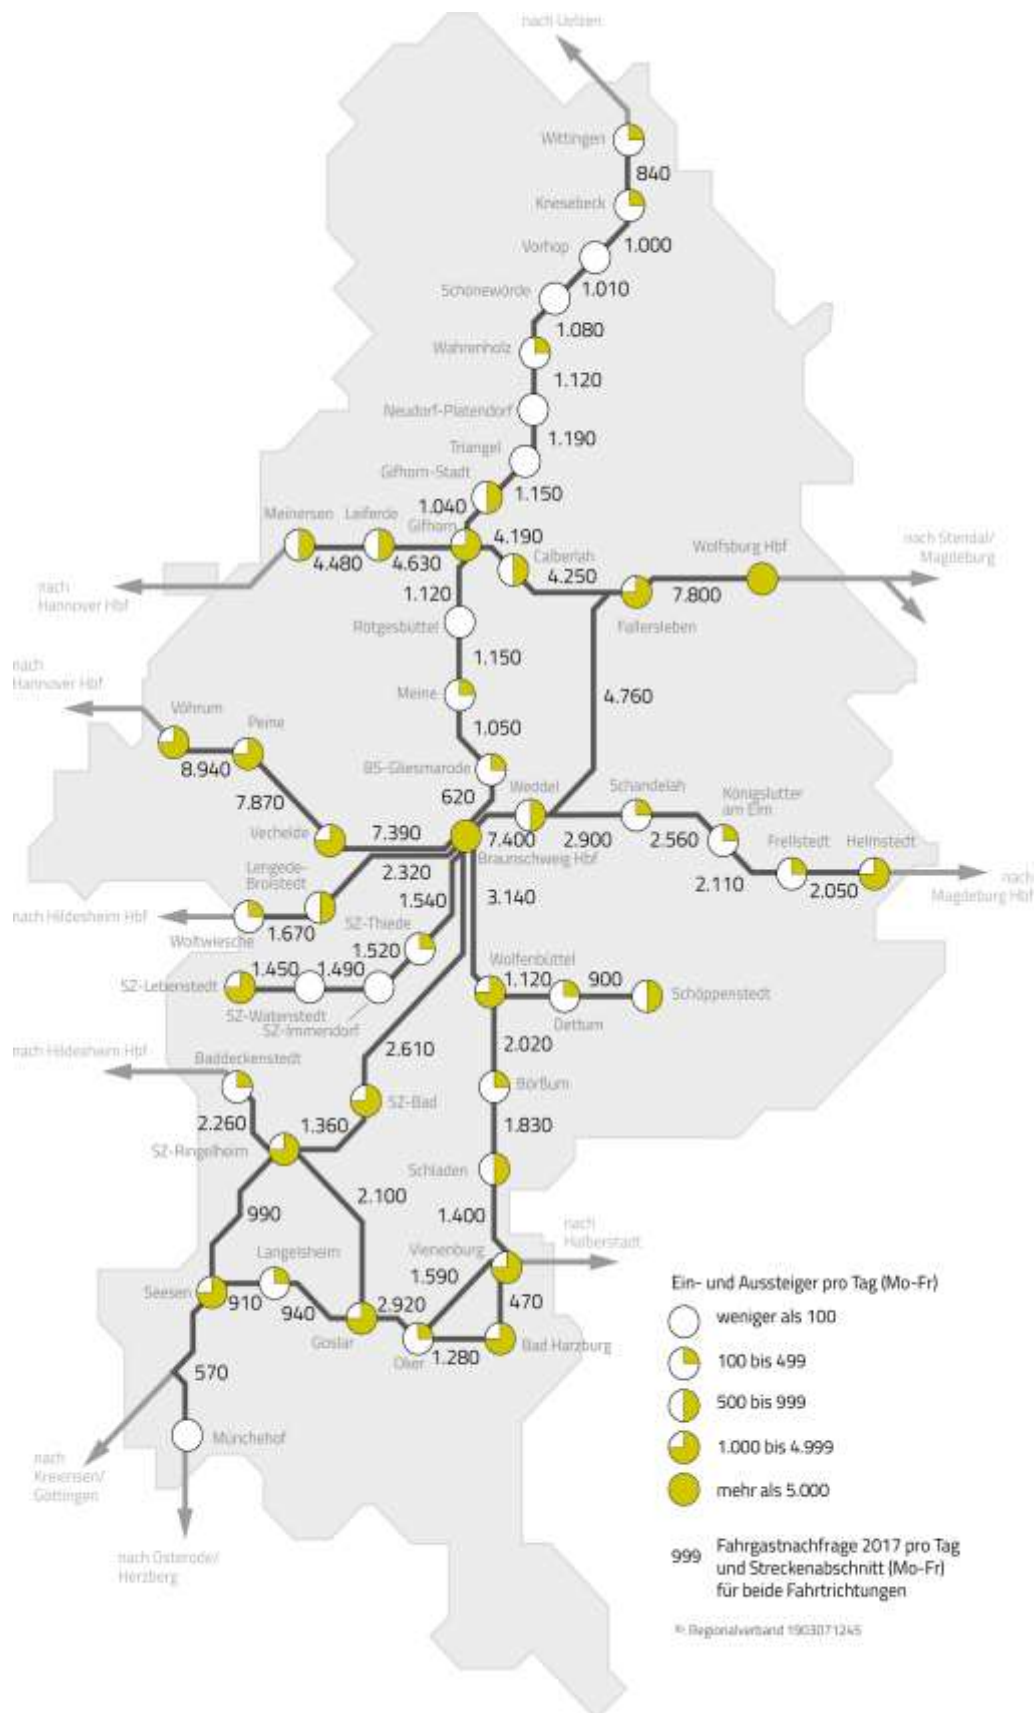 nach Uelzen
Wittingen
840
Knesebeck
1.000
Vorhop
1.010
Schönewörde
1.080
Wahrenholz
1.120
Neudorf-Platendorf
1.190
Triangel
Gifhorn-Stadt
1.150
1.040
Meinersen
Leiferde
Gifhorn
4.190
Calberlah
Wolfsburg Hbf
nach Stendal/
Magdeburg
4.480
4.630
4.250
7.800
nach
Hannover Hbf
1.120
Rötgesbüttel
Fallersleben
1.150
nach
Hannover Hbf
Meine
4.760
Vöhrum
Peine
1.050
8.940
BS-Gliesmarode
7.870
620
Weddel
Schandelah
Königslutter
am Elm
Vechelde
7.390
7.400
2.900
2.560
Frellstedt
Helmstedt
Braunschweig Hbf
2.320
Lengede-
Broistedt
2.110
2.050
nach
Magdeburg Hbf
1.540
3.140
nach Hildesheim Hbf
Woltwiesche
1.670
SZ-Thiede
1.520
Wolfenbüttel
1.450
1.490
1.120
900
SZ-Lebenstedt
Schöppenstedt
SZ-Watenstedt
SZ-Immendorf
Dettum
2.020
nach Hildesheim Hbf
Baddeckenstedt
2.610
Börßum
SZ-Bad
2.260
1.360
1.830
SZ-Ringelheim
Schladen
2.100
990
1.400
nach
Halberstadt
Langelsheim
Vienenburg
1.590
Seesen
910
940
2.920
470
Goslar
Oker
1.280
Bad Harzburg
570
Münchehof
nach
Kreiensen/
Göttingen
nach Osterode/
Herzberg
Ein- und Aussteiger pro Tag (Mo-Fr)
weniger als 100
100 bis 499
500 bis 999
1.000 bis 4.999
mehr als 5.000
999 Fahrgastnachfrage 2017 pro Tag
und Streckenabschnitt (Mo-Fr)
für beide Fahrtrichtungen
© Regionalverband 1903071245